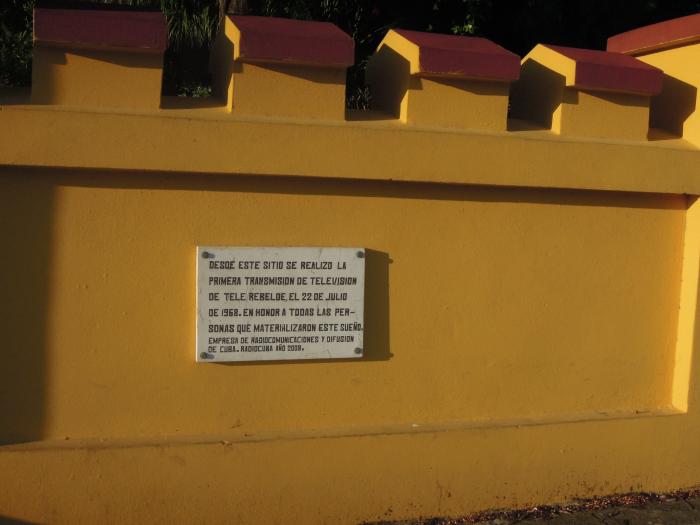 DESDE ESTE SITIO SE REALIZO LA
PRIMERA TRANSMISION DE TELEVISION
DE TELE REBELDE, EL 22 DE JULIO
DE 1968. EN HONOR A TODAS LAS PER-
SONAS QUE MATERIALIZARON ESTE SUEÑO.
EMPRESA DE RADIOCOMUNICACIONES Y DIFUSION
DE CUBA. RADIOCUBA AÑO 2008.